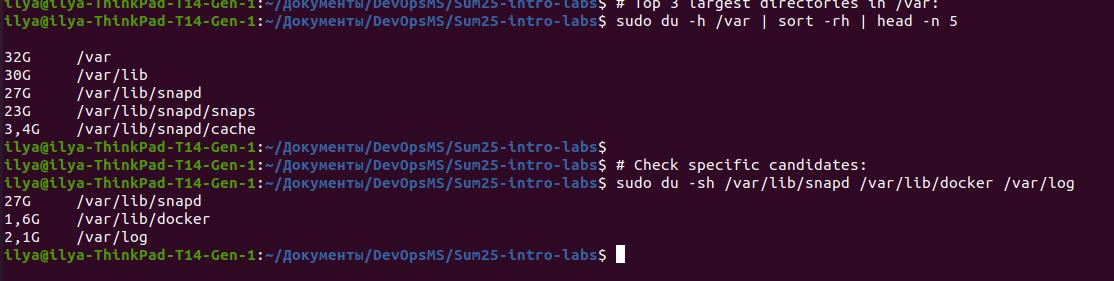 ilya@ilya-ThinkPad-T14-Gen-1:~/Документы/DevOpsMS/Sum25-intro-labs$ # Top 3 largest directories in /var:
ilya@ilya-ThinkPad-T14-Gen-1:~/Документы/DevOpsMS/Sum25-intro-labs$ sudo du -h /var | sort -rh | head -n 5
32G /var
30G /var/lib
27G /var/lib/snapd
23G /var/lib/snapd/snaps
3,4G /var/lib/snapd/cache
ilya@ilya-ThinkPad-T14-Gen-1:~/Документы/DevOpsMS/Sum25-intro-labs$
ilya@ilya-ThinkPad-T14-Gen-1:~/Документы/DevOpsMS/Sum25-intro-labs$ # Check specific candidates:
ilya@ilya-ThinkPad-T14-Gen-1:~/Документы/DevOpsMS/Sum25-intro-labs$ sudo du -sh /var/lib/snapd /var/lib/docker /var/log
27G /var/lib/snapd
1,6G /var/lib/docker
2,1G /var/log
ilya@ilya-ThinkPad-T14-Gen-1:~/Документы/DevOpsMS/Sum25-intro-labs$